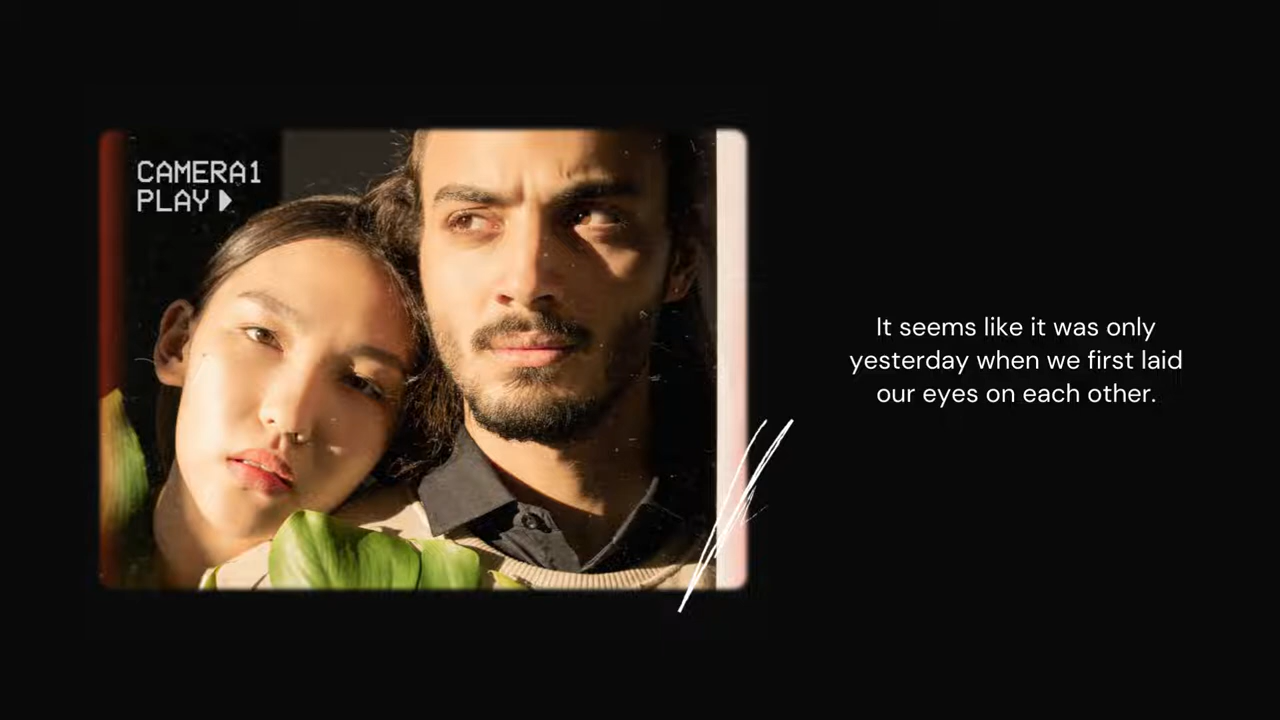 CAMERA1
PLAY
It seems like it was only
yesterday when we first laid
our eyes on each other.